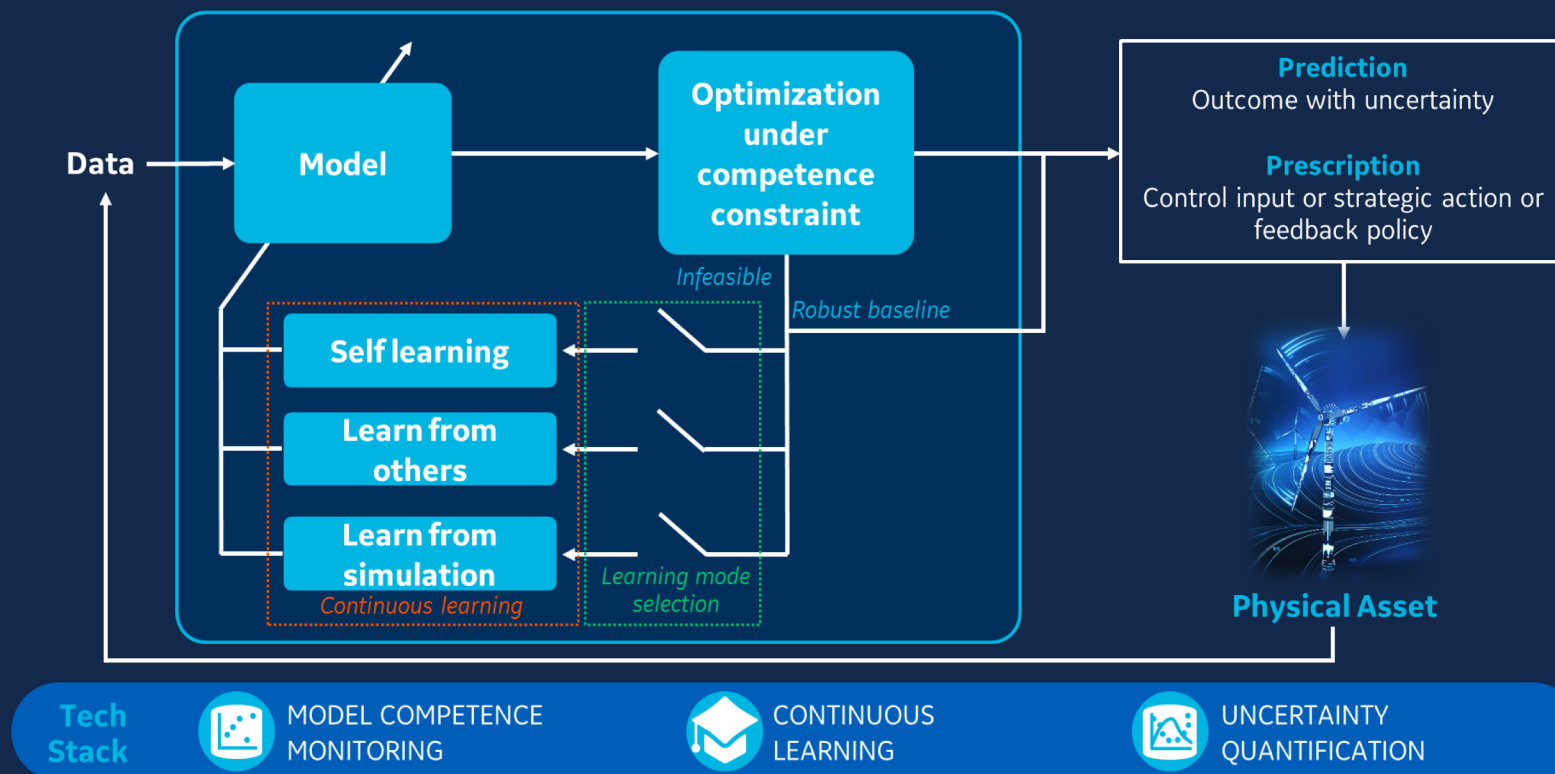 Data
Model
Optimization
under
competence
constraint
Prediction
Outcome with uncertainty
Prescription
Control input or strategic action or
feedback policy
Infeasible
Robust baseline
Self learning
Learn from
others
Learn from
simulation
Continuous learning
Learning mode
selection
Physical Asset
Tech
Stack
MODEL COMPETENCE
MONITORING
CONTINUOUS
LEARNING
UNCERTAINTY
QUANTIFICATION